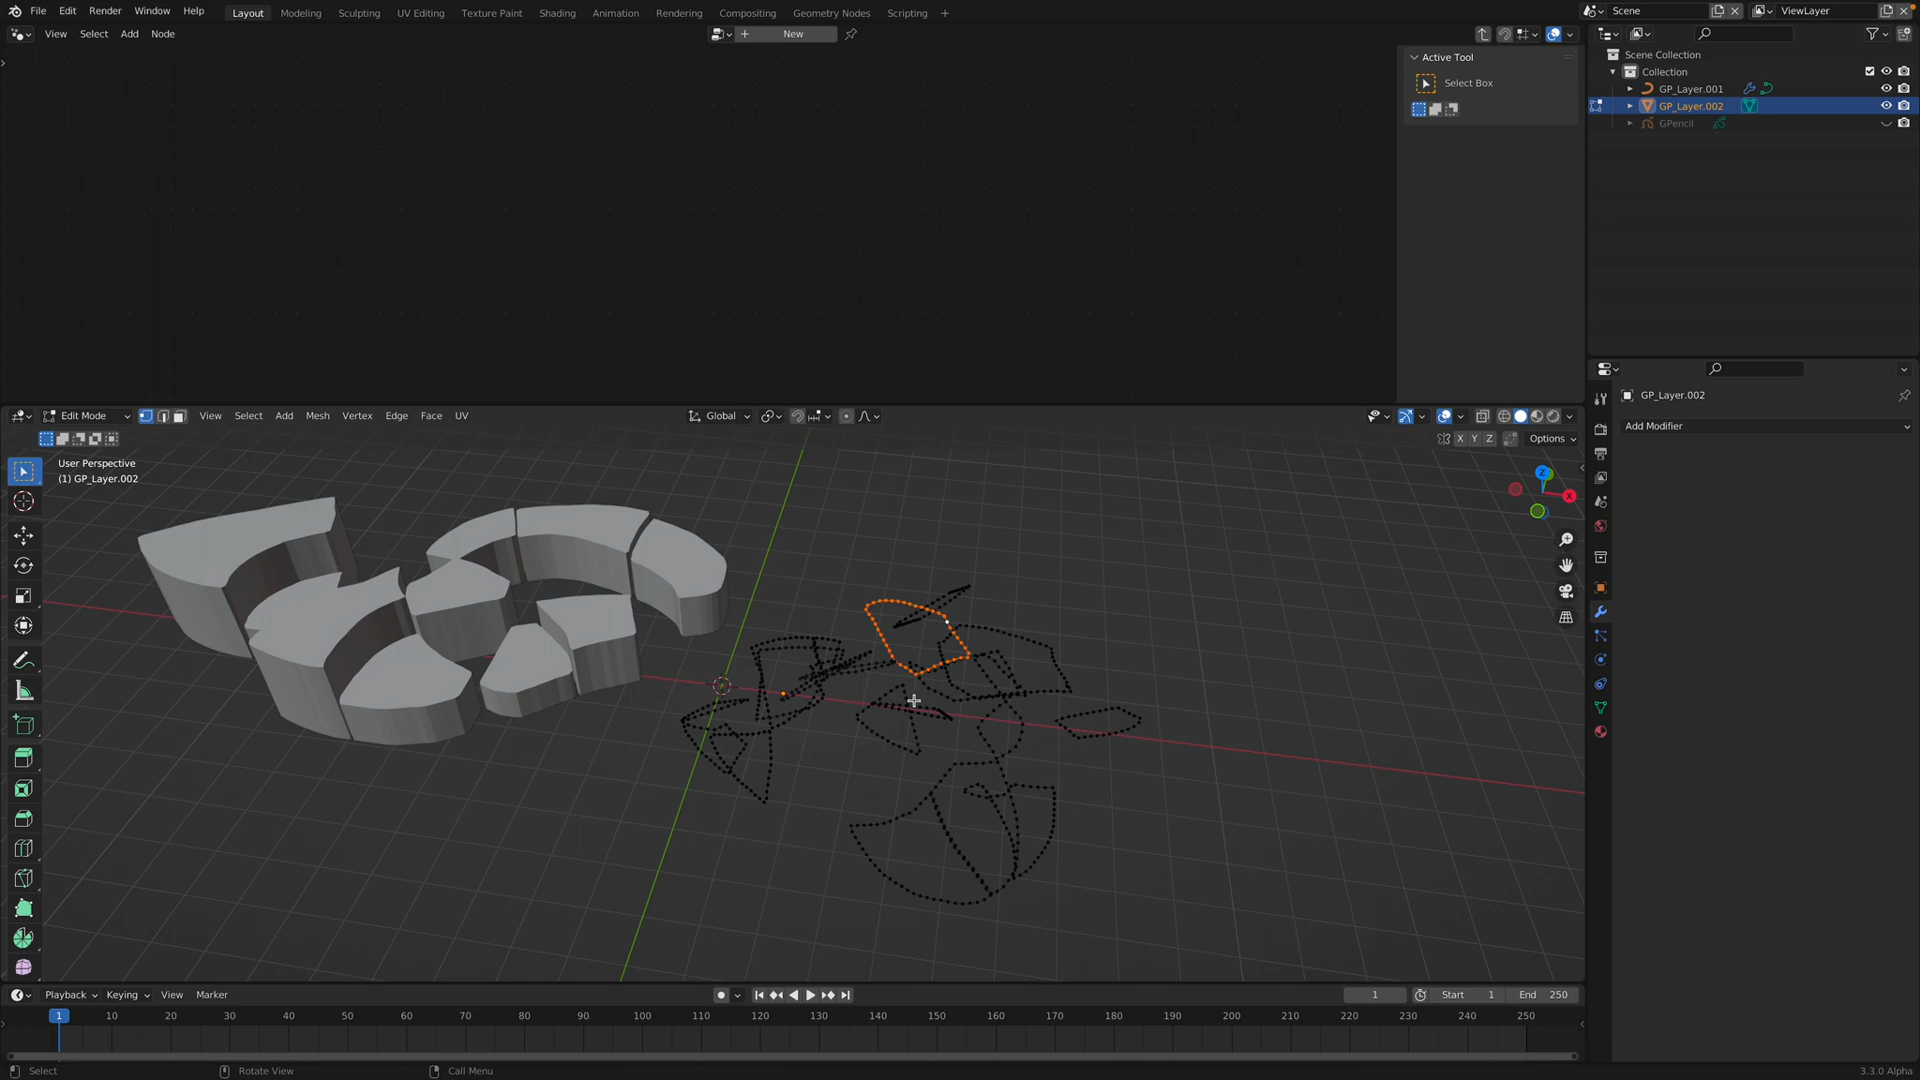 File Edit Render Window Help Layout Modeling Sculpting UV Editing Texture Paint Shading Animation Rendering Compositing Geometry Nodes Scripting + Scene ViewLayer
View Select Add Node New
Active Tool
Select Box
Scene Collection
Collection
GP_Layer.001
GP_Layer.002
GPencil
GP_Layer.002
Add Modifier
Edit Mode View Select Add Mesh Vertex Edge Face UV Global
X Y Z Options
User Perspective
(1) GP_Layer.002
Z
X
Playback Keying View Marker 1 Start 1 End 250
1 10 20 30 40 50 60 70 80 90 100 110 120 130 140 150 160 170 180 190 200 210 220 230 240 250
Select Rotate View Call Menu 3.3.0 Alpha